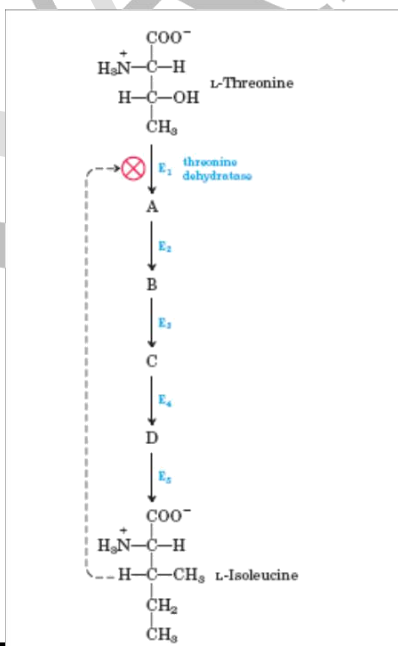 COO⁻
H₃N⁺—C—H
L-Threonine
H—C—OH
CH₃
E₁ threonine
dehydratase
A
E₂
B
E₃
C
E₄
D
E₅
COO⁻
H₃N⁺—C—H
H—C—CH₃ L-Isoleucine
CH₂
CH₃